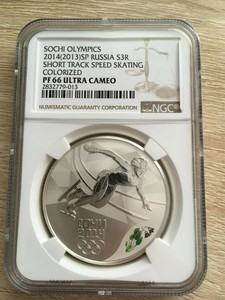 SOCHI OLYMPICS
2014(2013)SP RUSSIA S3R
SHORT TRACK SPEED SKATING
COLORIZED
PF 66 ULTRA CAMEO
2832779-013
NUMISMATIC GUARANTY CORPORATION
NGC
СОЧИ
2014